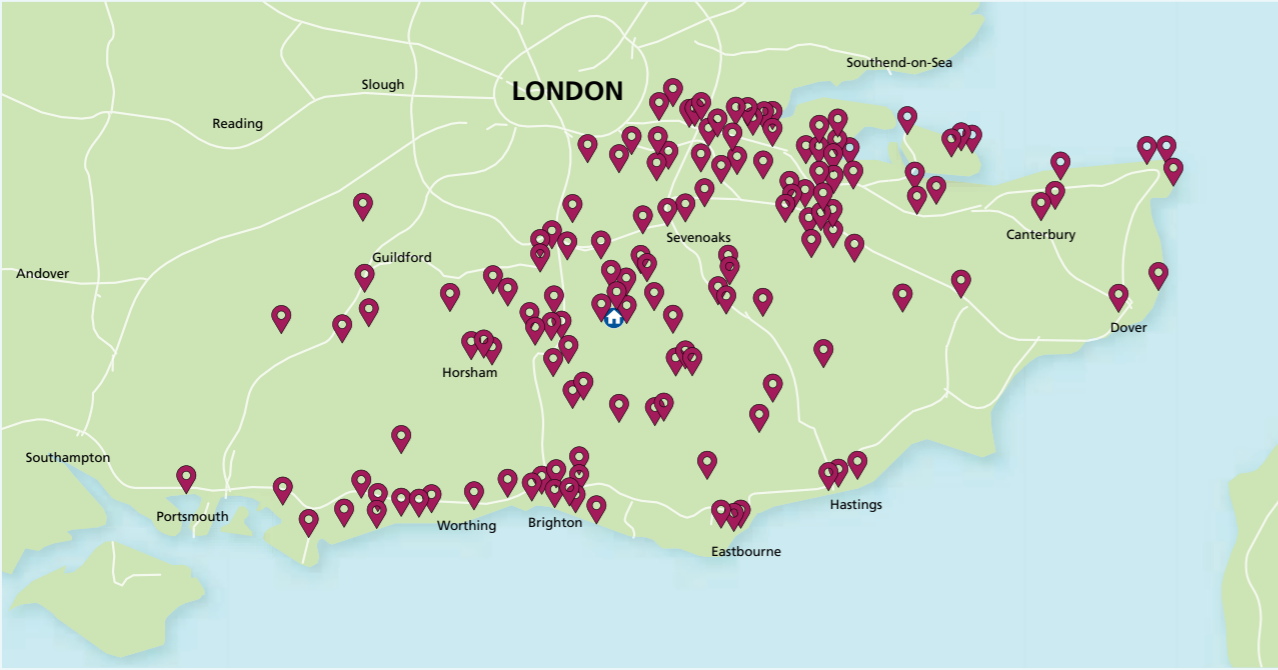 Southend-on-Sea
Slough
LONDON
Reading
Sevenoaks
Canterbury
Guildford
Andover
Dover
Horsham
Southampton
Hastings
Portsmouth
Worthing
Brighton
Eastbourne